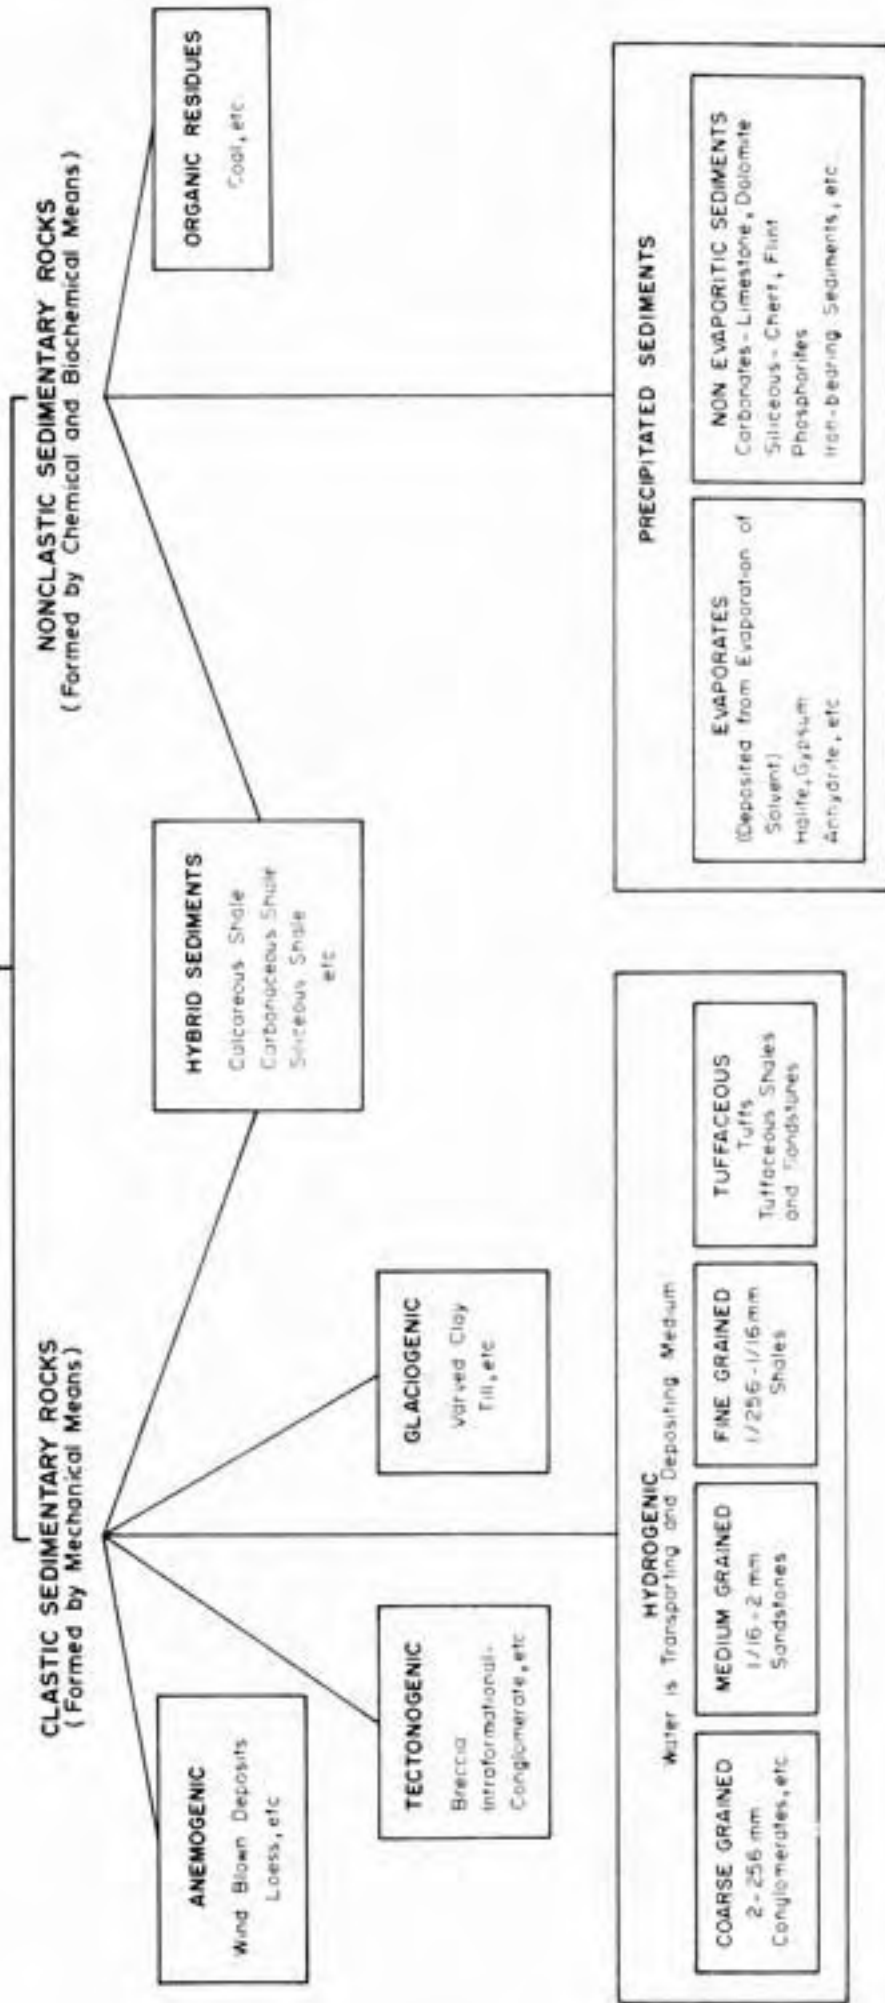 CLASTIC SEDIMENTARY ROCKS
(Formed by Mechanical Means)
NONCLASTIC SEDIMENTARY ROCKS
(Formed by Chemical and Biochemical Means)
ANEMOGENIC
Wind Blown Deposits
Loess, etc
HYBRID SEDIMENTS
Calcareous Shale
Carbonaceous Shale
Siliceous Shale
etc
ORGANIC RESIDUES
Coal, etc
TECTONOGENIC
Breccia
Intraformational-
Conglomerate, etc
GLACIOGENIC
Varved Clay
Till, etc
HYDROGENIC
Water is Transporting and Depositing Medium
COARSE GRAINED
2-256 mm
Conglomerates, etc
MEDIUM GRAINED
1/16-2 mm
Sandstones
FINE GRAINED
1/256-1/16mm
Shales
TUFFACEOUS
Tuffs
Tuffaceous Shales
and Sandstones
PRECIPITATED SEDIMENTS
EVAPORATES
(Deposited from Evaporation of
Solvent)
Halite, Gypsum
Anhydrite, etc
NON EVAPORITIC SEDIMENTS
Carbonates-Limestone, Dolomite
Siliceous-Chert, Flint
Phosphorites
Iron-bearing Sediments, etc